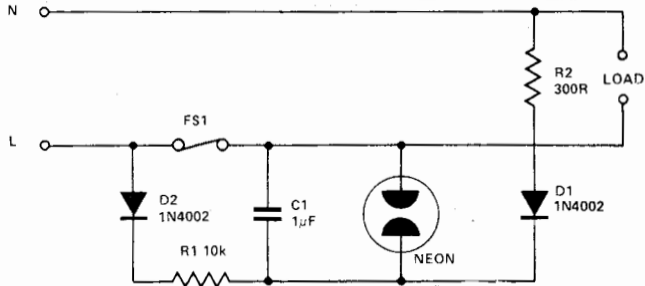 N
R2
300R
LOAD
FS1
L
D2
1N4002
C1
1µF
D1
1N4002
R1 10k
NEON